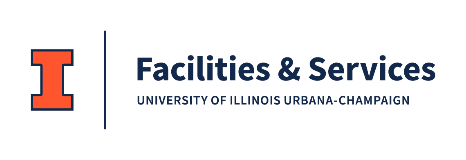 I
Facilities & Services
UNIVERSITY OF ILLINOIS URBANA-CHAMPAIGN